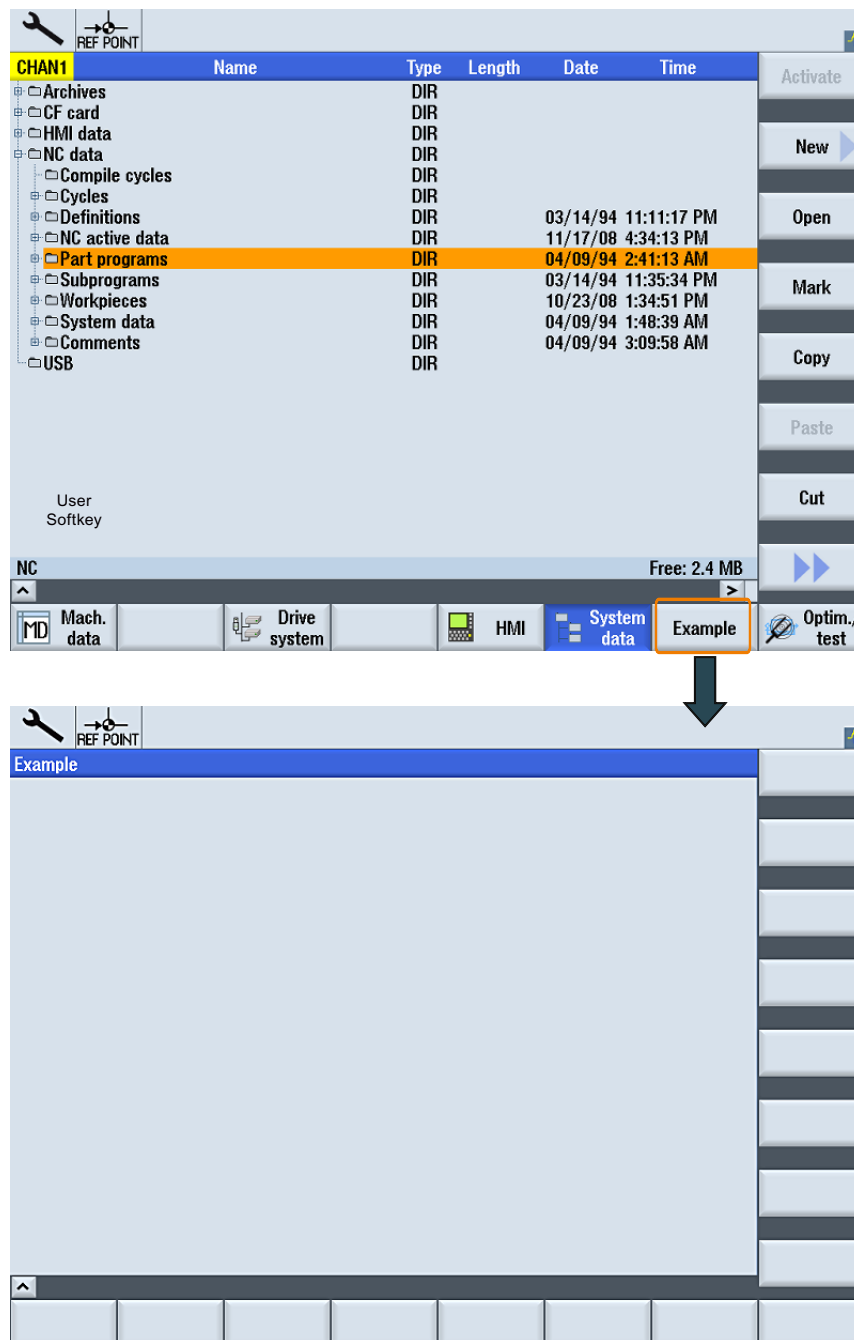 REF POINT
CHAN1 Name Type Length Date Time
Archives DIR
CF card DIR
HMI data DIR
NC data DIR
Compile cycles DIR
Cycles DIR
Definitions DIR 03/14/94 11:11:17 PM
NC active data DIR 11/17/08 4:34:13 PM
Part programs DIR 04/09/94 2:41:13 AM
Subprograms DIR 03/14/94 11:35:34 PM
Workpieces DIR 10/23/08 1:34:51 PM
System data DIR 04/09/94 1:48:39 AM
Comments DIR 04/09/94 3:09:58 AM
USB DIR
User
Softkey
NC Free: 2.4 MB
Activate
New
Open
Mark
Copy
Paste
Cut
MD Mach.
data
Drive
system
HMI
System
data
Example
Optim./
test
REF POINT
Example